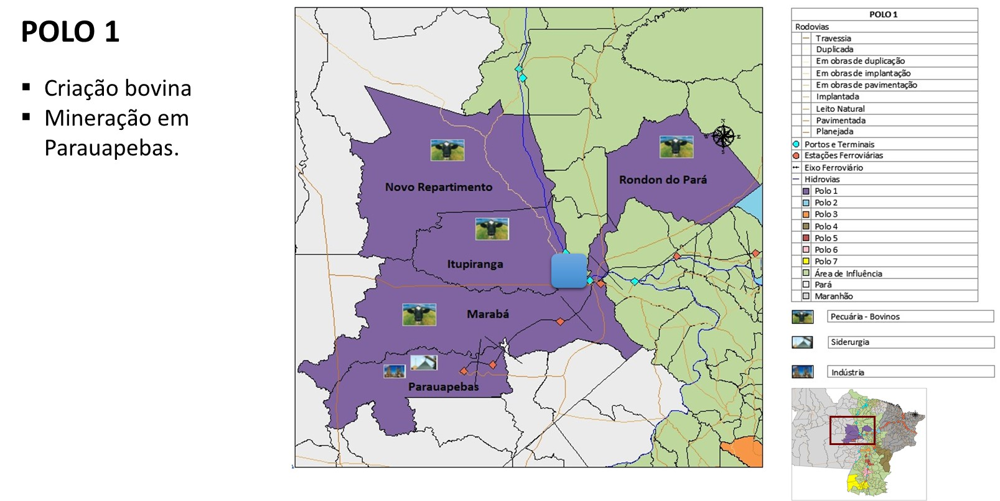 POLO 1
▪ Criação bovina
▪ Mineração em
Parauapebas.
N
W E
S
Novo Repartimento
Rondon do Pará
Itupiranga
Marabá
Parauapebas
POLO 1
Rodovias
Travessia
Duplicada
Em obras de duplicação
Em obras de implantação
Em obras de pavimentação
Implantada
Leito Natural
Pavimentada
Planejada
Portos e Terminais
Estações Ferroviárias
Eixo Ferroviário
Hidrovias
Polo 1
Polo 2
Polo 3
Polo 4
Polo 5
Polo 6
Polo 7
Área de Influência
Pará
Maranhão
Pecuária - Bovinos
Siderurgia
Indústria